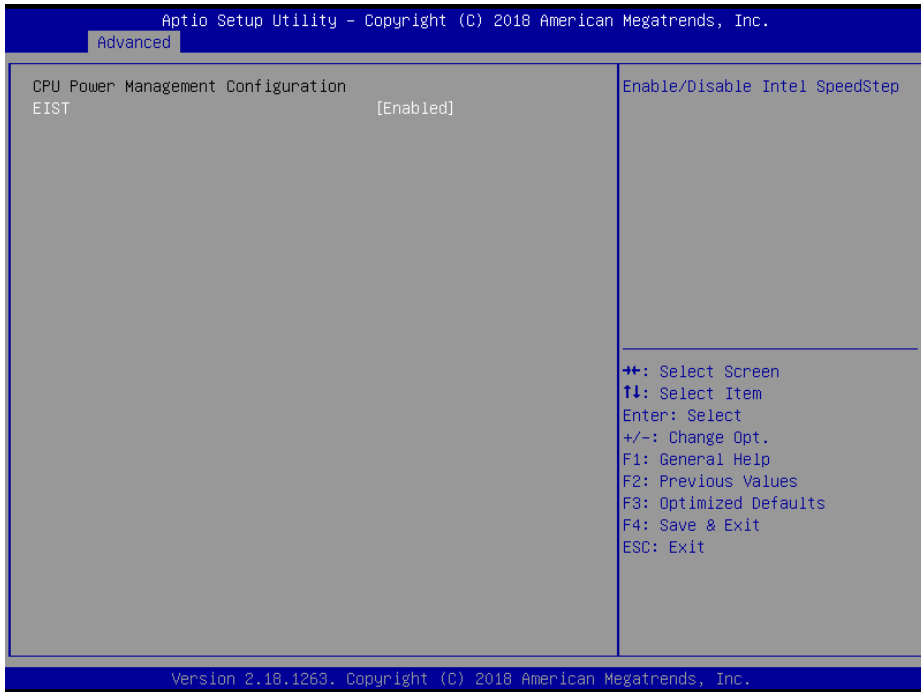 Aptio Setup Utility – Copyright (C) 2018 American Megatrends, Inc.
Advanced
CPU Power Management Configuration
EIST [Enabled]
Enable/Disable Intel SpeedStep
→←: Select Screen
↑↓: Select Item
Enter: Select
+/-: Change Opt.
F1: General Help
F2: Previous Values
F3: Optimized Defaults
F4: Save & Exit
ESC: Exit
Version 2.18.1263. Copyright (C) 2018 American Megatrends, Inc.